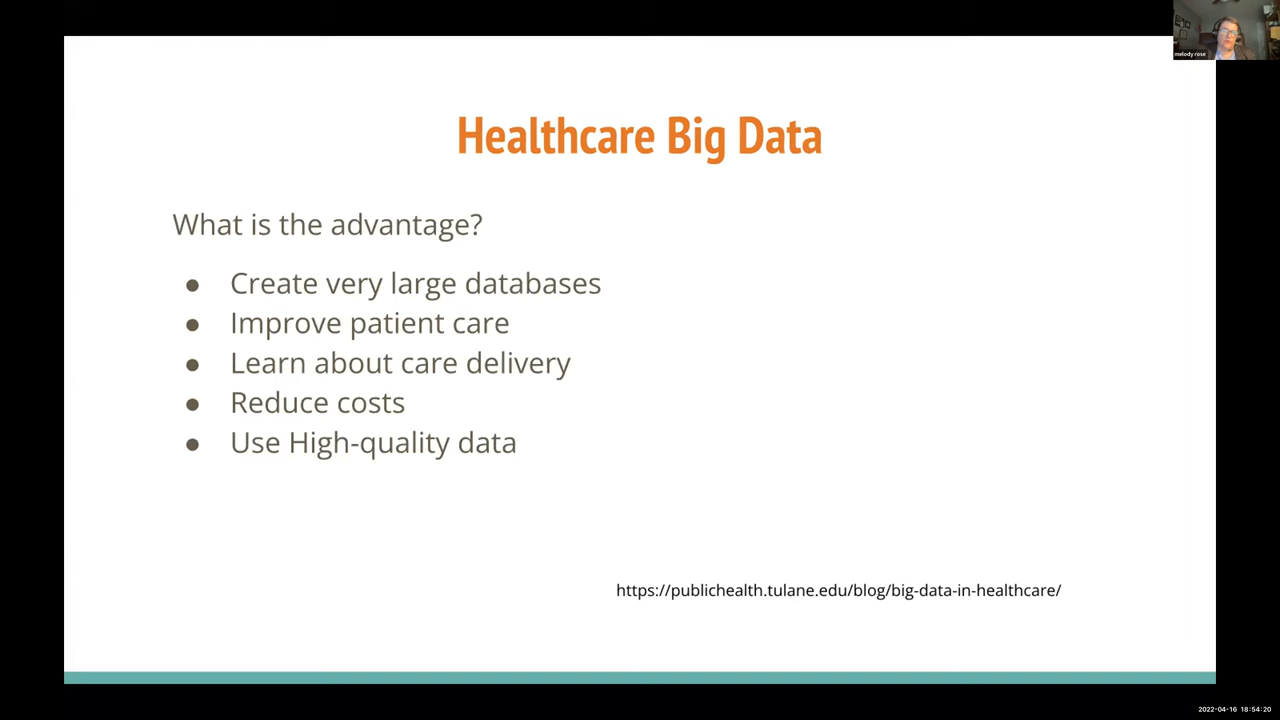 melody rose
Healthcare Big Data
What is the advantage?
● Create very large databases
● Improve patient care
● Learn about care delivery
● Reduce costs
● Use High-quality data
https://publichealth.tulane.edu/blog/big-data-in-healthcare/
2022-04-16 18:54:20